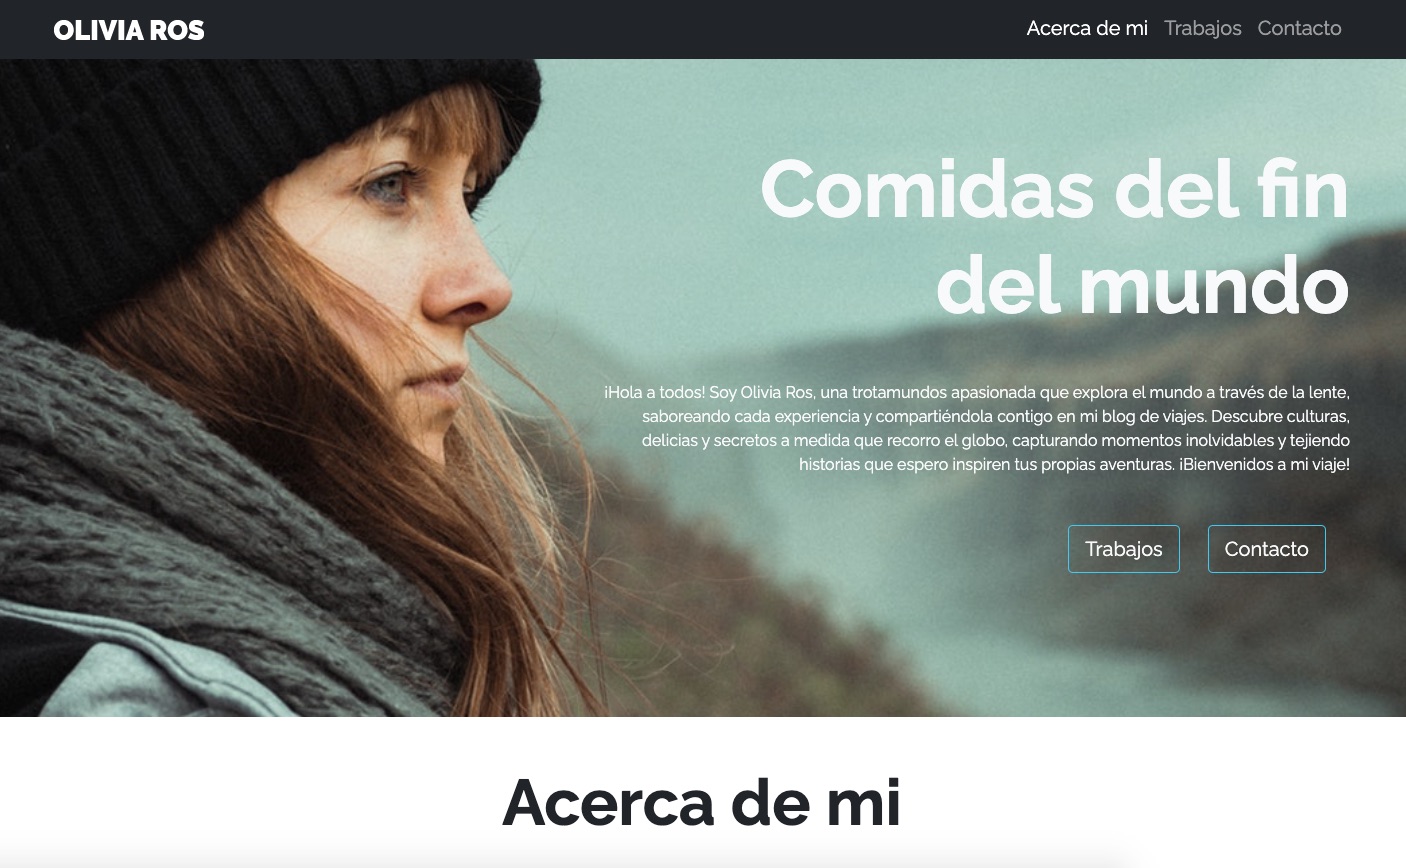 OLIVIA ROS
Acerca de mi Trabajos Contacto
Comidas del fin
del mundo
¡Hola a todos! Soy Olivia Ros, una trotamundos apasionada que explora el mundo a través de la lente,
saboreando cada experiencia y compartiéndola contigo en mi blog de viajes. Descubre culturas,
delicias y secretos a medida que recorro el globo, capturando momentos inolvidables y tejiendo
historias que espero inspiren tus propias aventuras. ¡Bienvenidos a mi viaje!
Trabajos Contacto
Acerca de mi